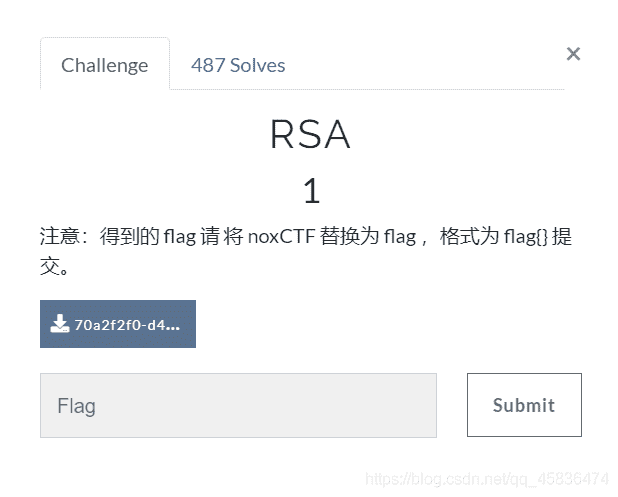 Challenge
487 Solves
×
RSA
1
注意：得到的 flag 请 将 noxCTF 替换为 flag ，格式为 flag{} 提
交。
70a2f2f0-d4...
Flag
Submit
https://blog.csdn.net/qq_45836474